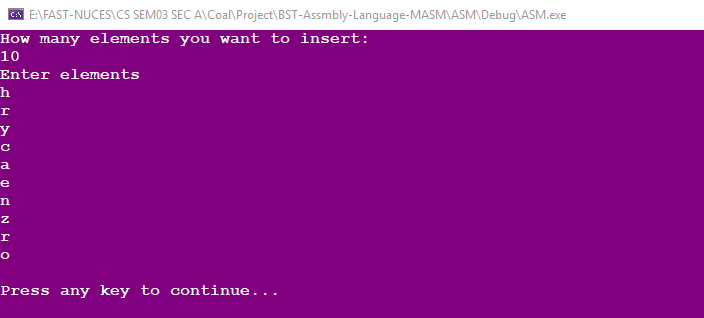 E:\FAST-NUCES\CS SEM03 SEC A\Coal\Project\BST-Assmbly-Language-MASM\ASM\Debug\ASM.exe
How many elements you want to insert:
10
Enter elements
h
r
y
c
a
e
n
z
r
o
Press any key to continue...